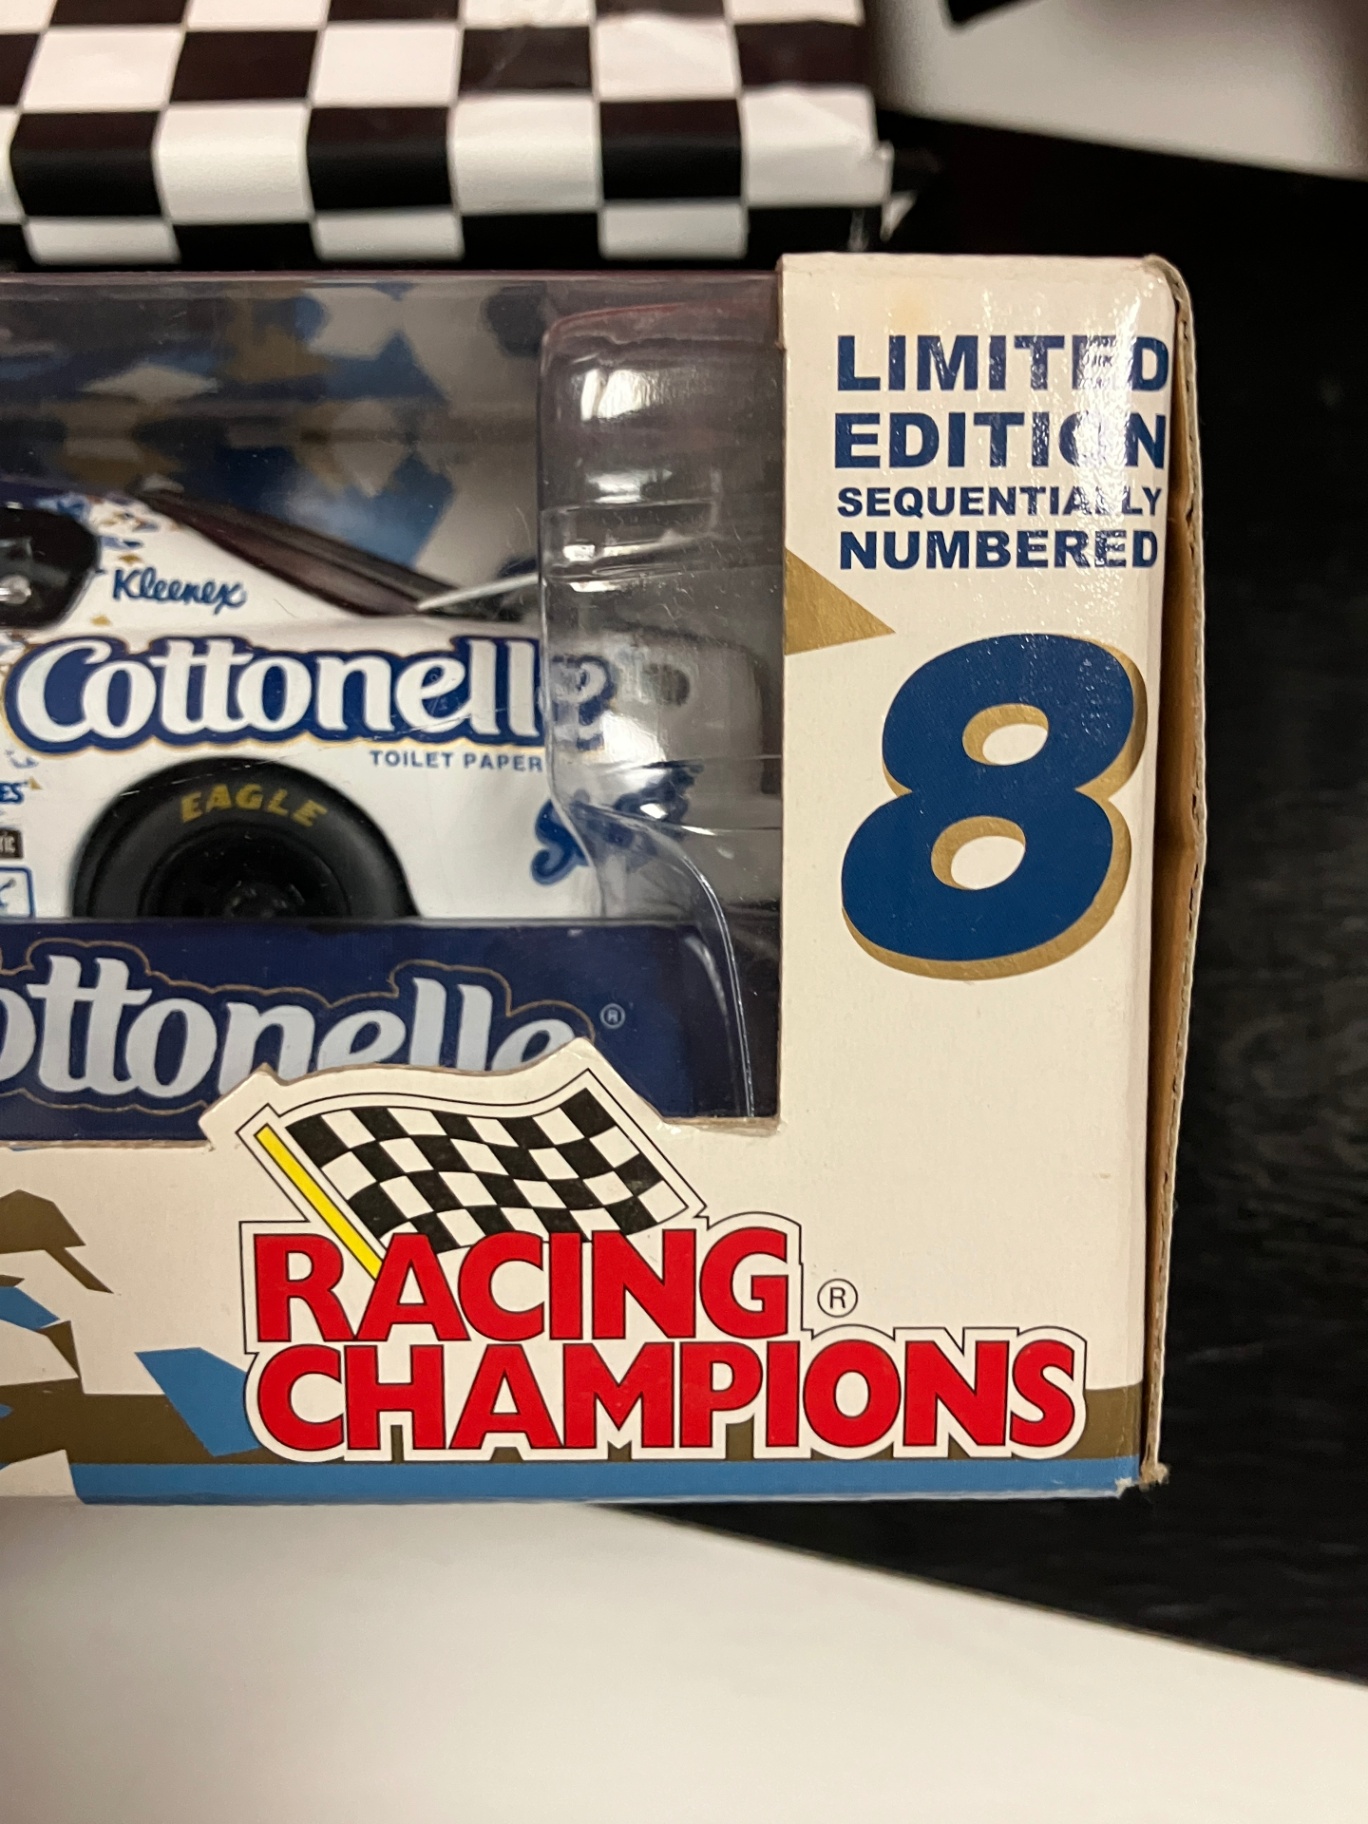 LIMITED
EDITION
SEQUENTIALLY
NUMBERED
8
Kleenex
Cottonelle
TOILET PAPER
EAGLE
ottonelle ®
RACING ®
CHAMPIONS